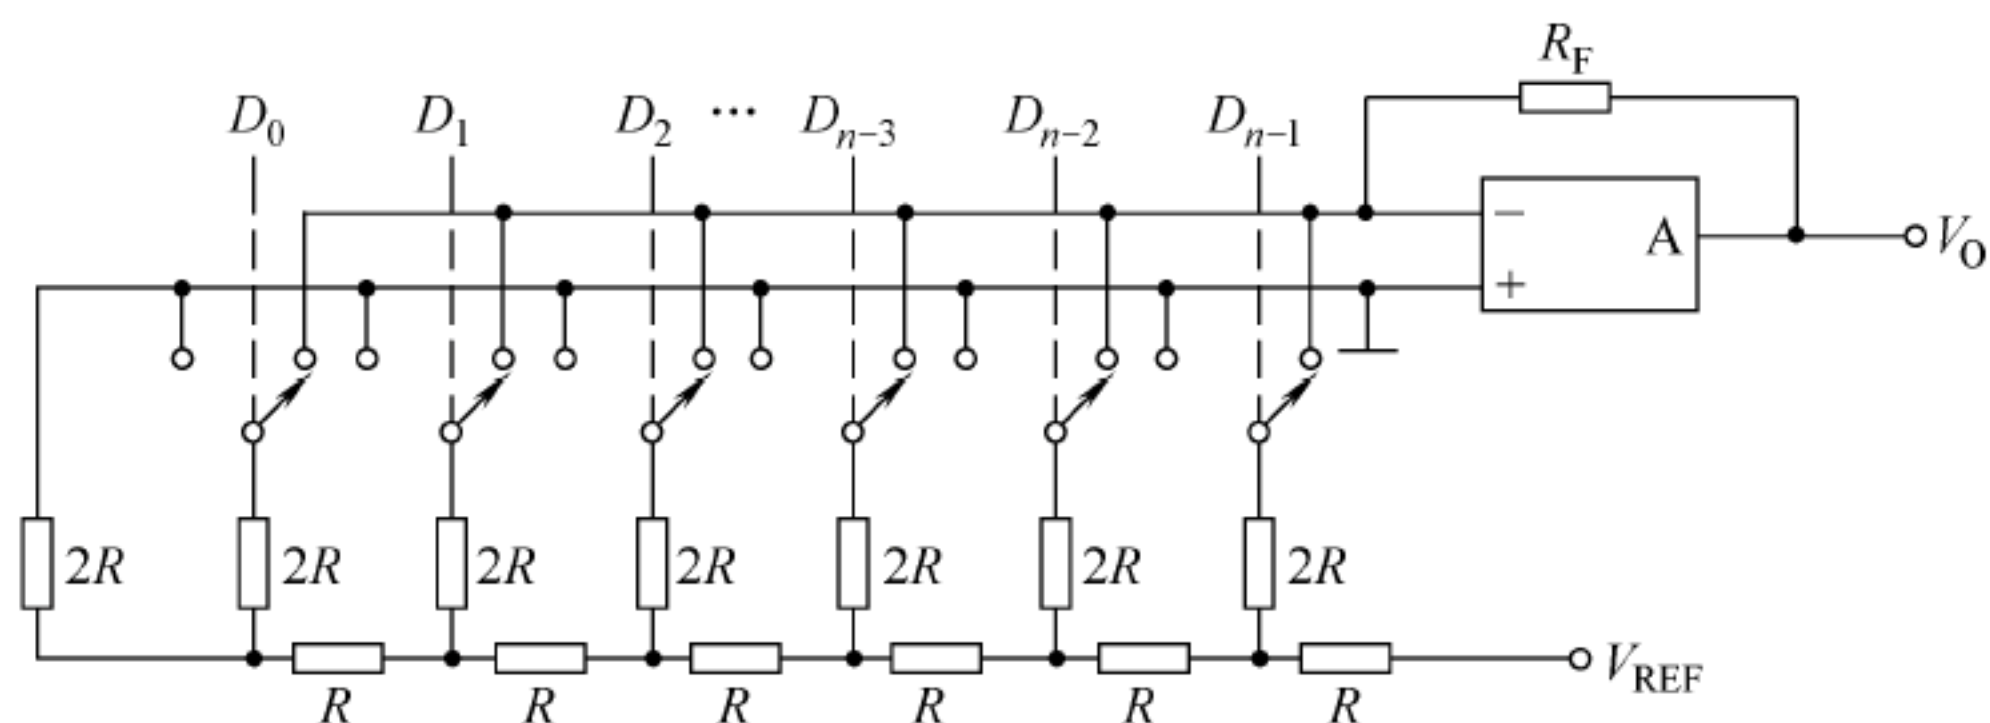 R_F
D_0 D_1 D_2 ··· D_{n-3} D_{n-2} D_{n-1}
− A V_O
+
2R 2R 2R 2R 2R 2R 2R
V_REF
R R R R R R